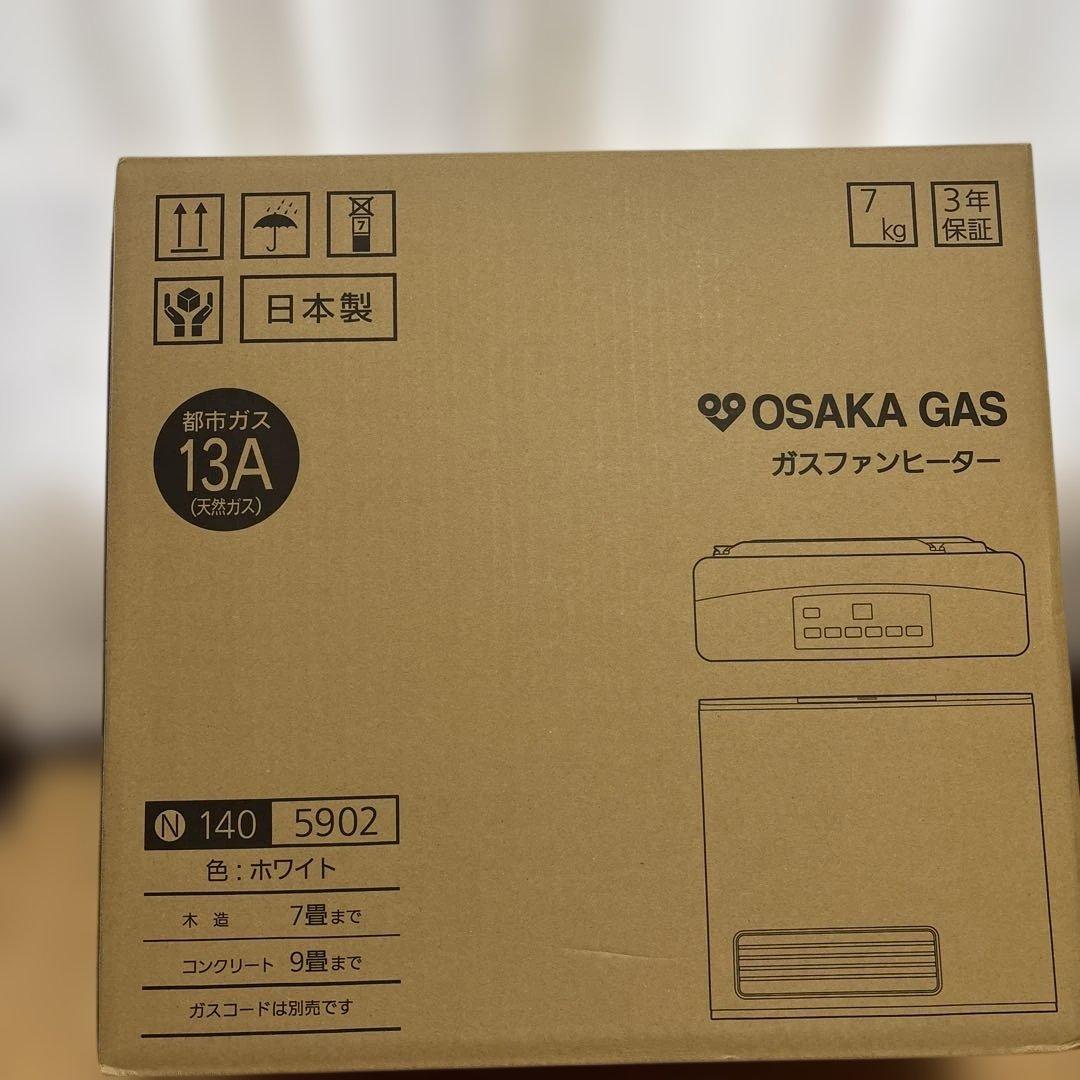 7
7
kg
3年
保証
日本製
都市ガス
13A
(天然ガス)
OSAKA GAS
ガスファンヒーター
N 140 5902
色:ホワイト
木造 7畳まで
コンクリート 9畳まで
ガスコードは別売です